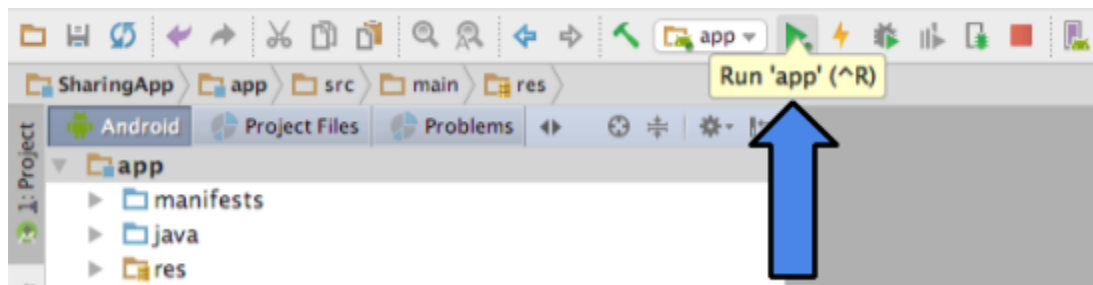 app
Run 'app' (^R)
SharingApp app src main res
Android Project Files Problems
1: Project
app
manifests
java
res